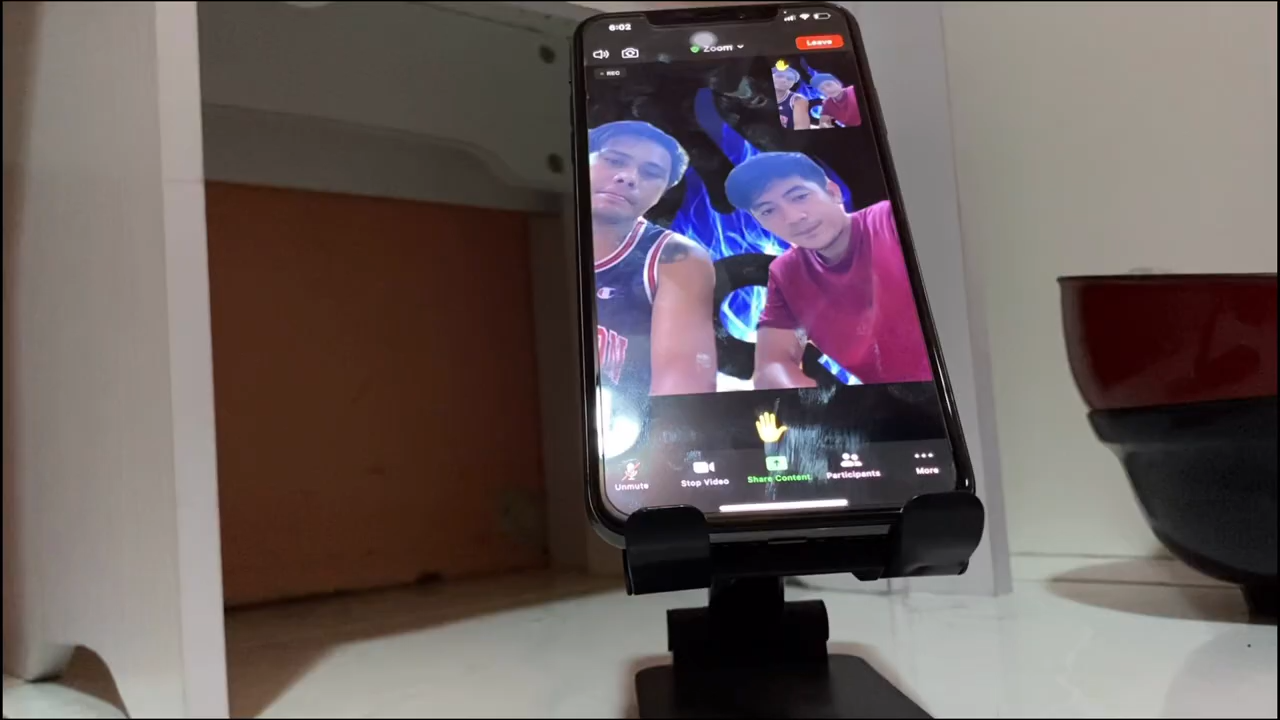 6:02
Zoom
Leave
REC
Unmute
Stop Video
Share Content
Participants
More